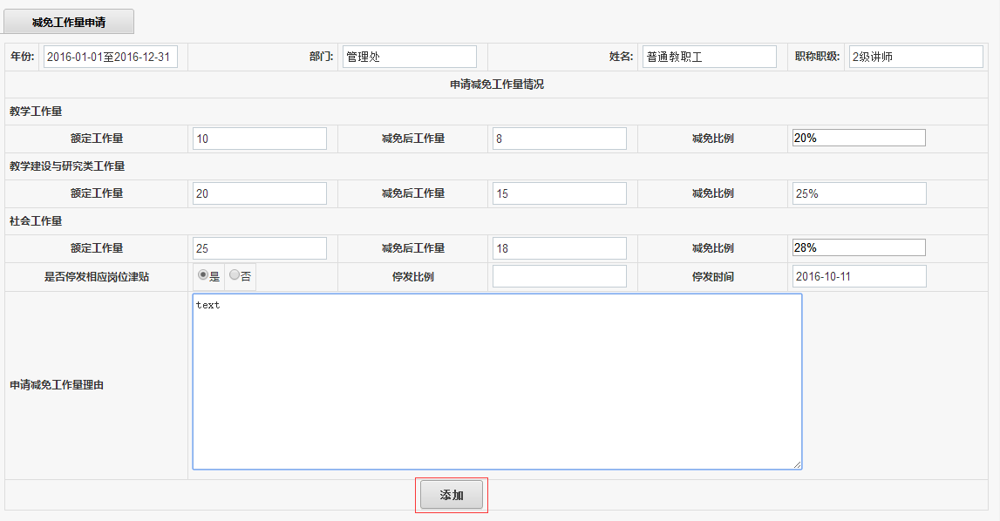 减免工作量申请
年份: 2016-01-01至2016-12-31 部门: 管理处 姓名: 普通教职工 职称职级: 2级讲师
申请减免工作量情况
教学工作量
额定工作量 10 减免后工作量 8 减免比例 20%
教学建设与研究类工作量
额定工作量 20 减免后工作量 15 减免比例 25%
社会工作量
额定工作量 25 减免后工作量 18 减免比例 28%
是否停发相应岗位津贴 是 否 停发比例 停发时间 2016-10-11
text
申请减免工作量理由
添加